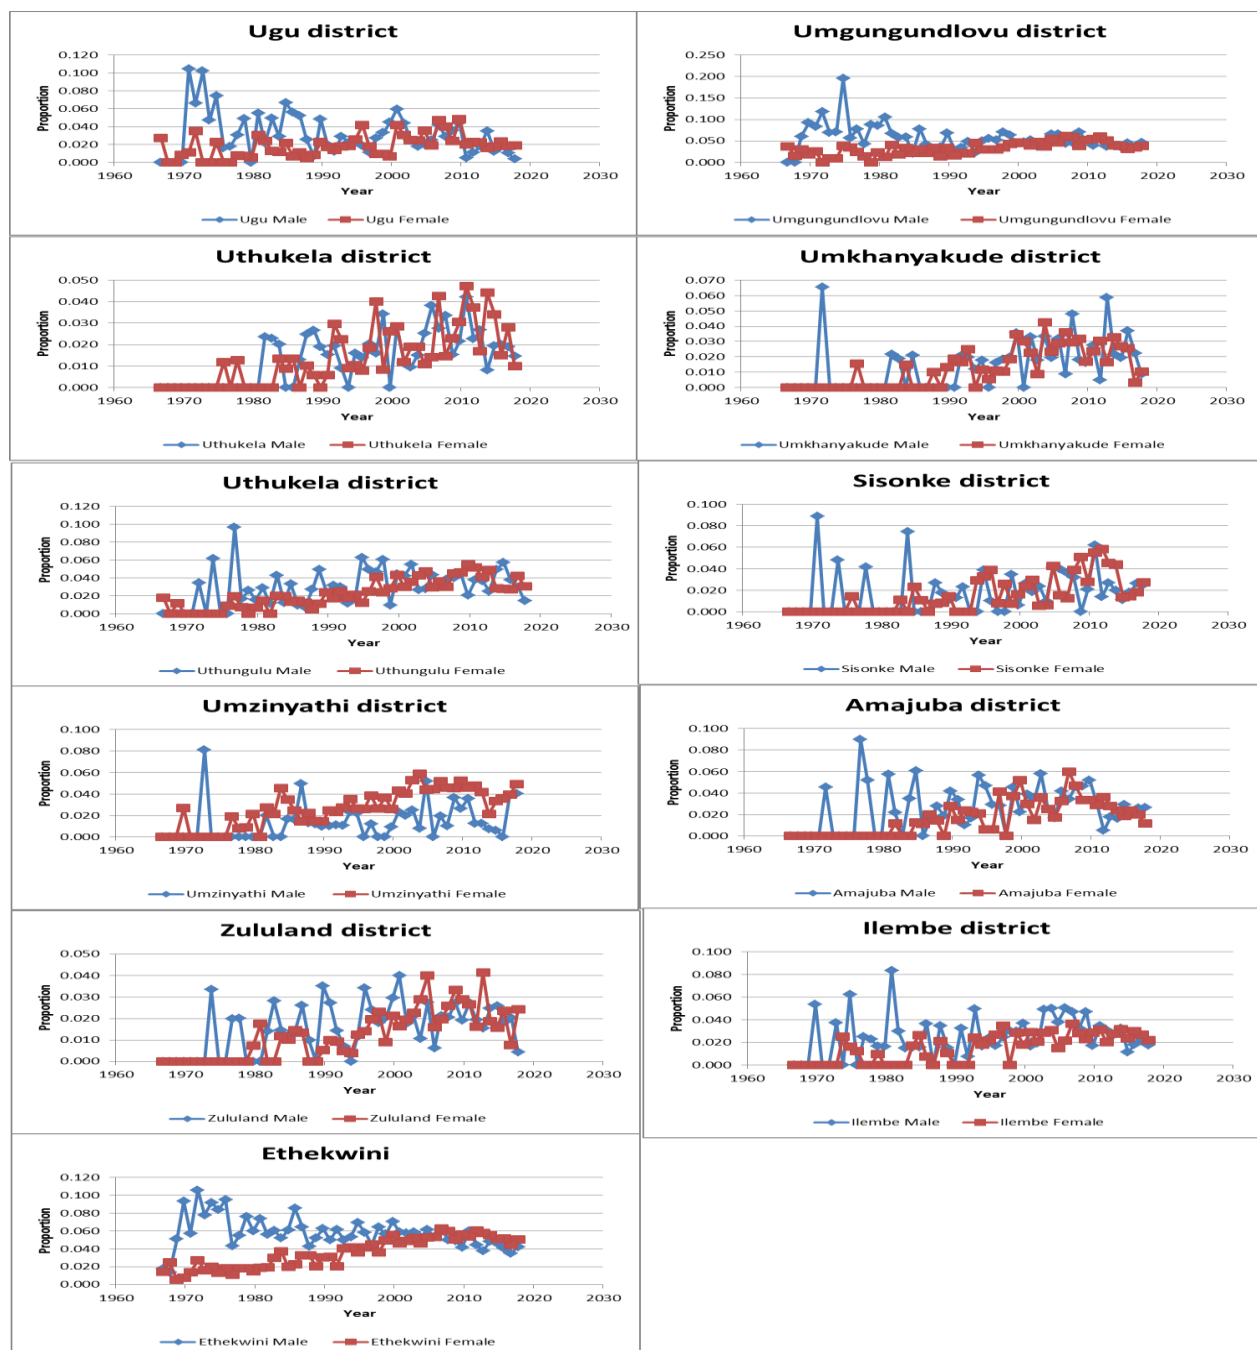 Ugu district
0.120
0.100
0.080
0.060
0.040
0.020
0.000
Proportion
1960 1970 1980 1990 2000 2010 2020 2030
Year
Ugu Male Ugu Female
Umgungundlovu district
0.250
0.200
0.150
0.100
0.050
0.000
Proportion
1960 1970 1980 1990 2000 2010 2020 2030
Year
Umgungundlovu Male Umgungundlovu Female
Uthukela district
0.050
0.040
0.030
0.020
0.010
0.000
Proportion
1960 1970 1980 1990 2000 2010 2020 2030
Year
Uthukela Male Uthukela Female
Umkhanyakude district
0.070
0.060
0.050
0.040
0.030
0.020
0.010
0.000
Proportion
1960 1970 1980 1990 2000 2010 2020 2030
Year
Umkhanyakude Male Umkhanyakude Female
Uthukela district
0.120
0.100
0.080
0.060
0.040
0.020
0.000
Proportion
1960 1970 1980 1990 2000 2010 2020 2030
Year
Uthungulu Male Uthungulu Female
Sisonke district
0.100
0.080
0.060
0.040
0.020
0.000
Proportion
1960 1970 1980 1990 2000 2010 2020 2030
Year
Sisonke Male Sisonke Female
Umzinyathi district
0.100
0.080
0.060
0.040
0.020
0.000
Proportion
1960 1970 1980 1990 2000 2010 2020 2030
Year
Umzinyathi Male Umzinyathi Female
Amajuba district
0.100
0.080
0.060
0.040
0.020
0.000
Proportion
1960 1970 1980 1990 2000 2010 2020 2030
Year
Amajuba Male Amajuba Female
Zululand district
0.050
0.040
0.030
0.020
0.010
0.000
Proportion
1960 1970 1980 1990 2000 2010 2020 2030
Year
Zululand Male Zululand Female
Ilembe district
0.100
0.080
0.060
0.040
0.020
0.000
Proportion
1960 1970 1980 1990 2000 2010 2020 2030
Year
Ilembe Male Ilembe Female
Ethekwini
0.120
0.100
0.080
0.060
0.040
0.020
0.000
Proportion
1960 1970 1980 1990 2000 2010 2020 2030
Year
Ethekwini Male Ethekwini Female